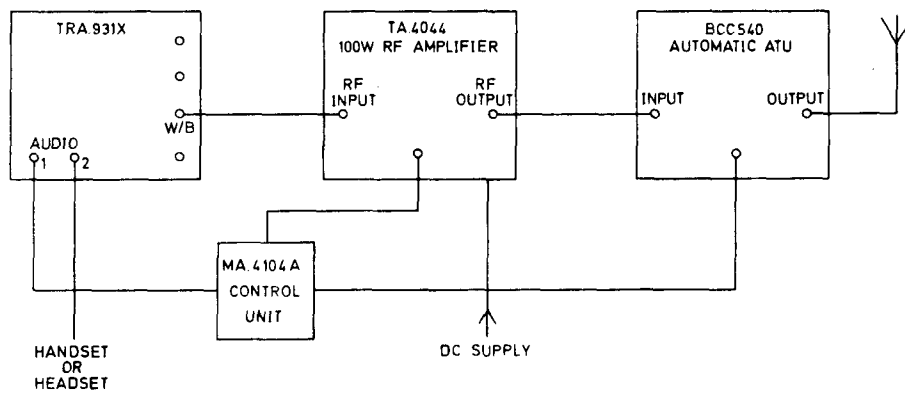 TRA.931X
W/B
AUDIO
1
2
TA.4044
100W RF AMPLIFIER
RF
INPUT
RF
OUTPUT
BCC540
AUTOMATIC ATU
INPUT
OUTPUT
MA.4104A
CONTROL
UNIT
HANDSET
OR
HEADSET
DC SUPPLY